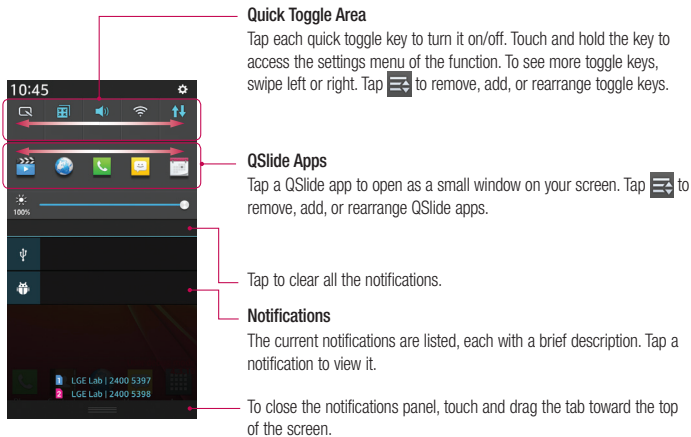 Quick Toggle Area
Tap each quick toggle key to turn it on/off. Touch and hold the key to
access the settings menu of the function. To see more toggle keys,
swipe left or right. Tap to remove, add, or rearrange toggle keys.
10:45
QSlide Apps
Tap a QSlide app to open as a small window on your screen. Tap to
remove, add, or rearrange QSlide apps.
100%
Tap to clear all the notifications.
Notifications
The current notifications are listed, each with a brief description. Tap a
notification to view it.
1 LGE Lab | 2400 5397
2 LGE Lab | 2400 5398
To close the notifications panel, touch and drag the tab toward the top
of the screen.